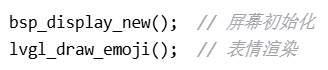 bsp_display_new();  // 屏幕初始化
lvgl_draw_emoji();  // 表情渲染